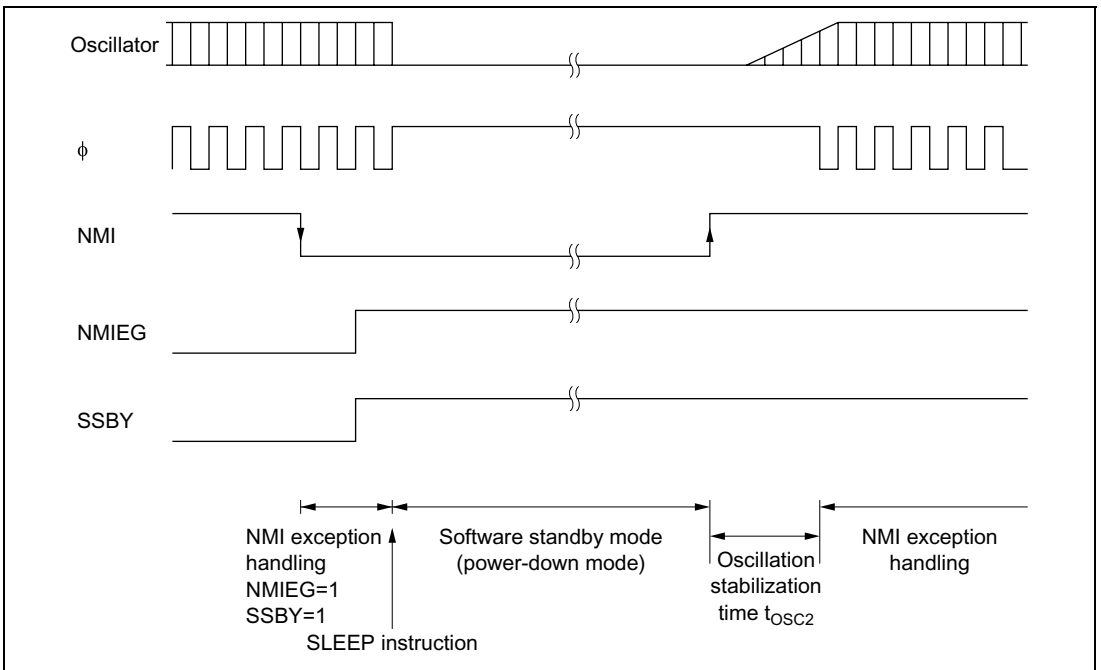 Oscillator
ϕ
NMI
NMIEG
SSBY
NMI exception
handling
NMIEG=1
SSBY=1
SLEEP instruction
Software standby mode
(power-down mode)
Oscillation
stabilization
time tOSC2
NMI exception
handling